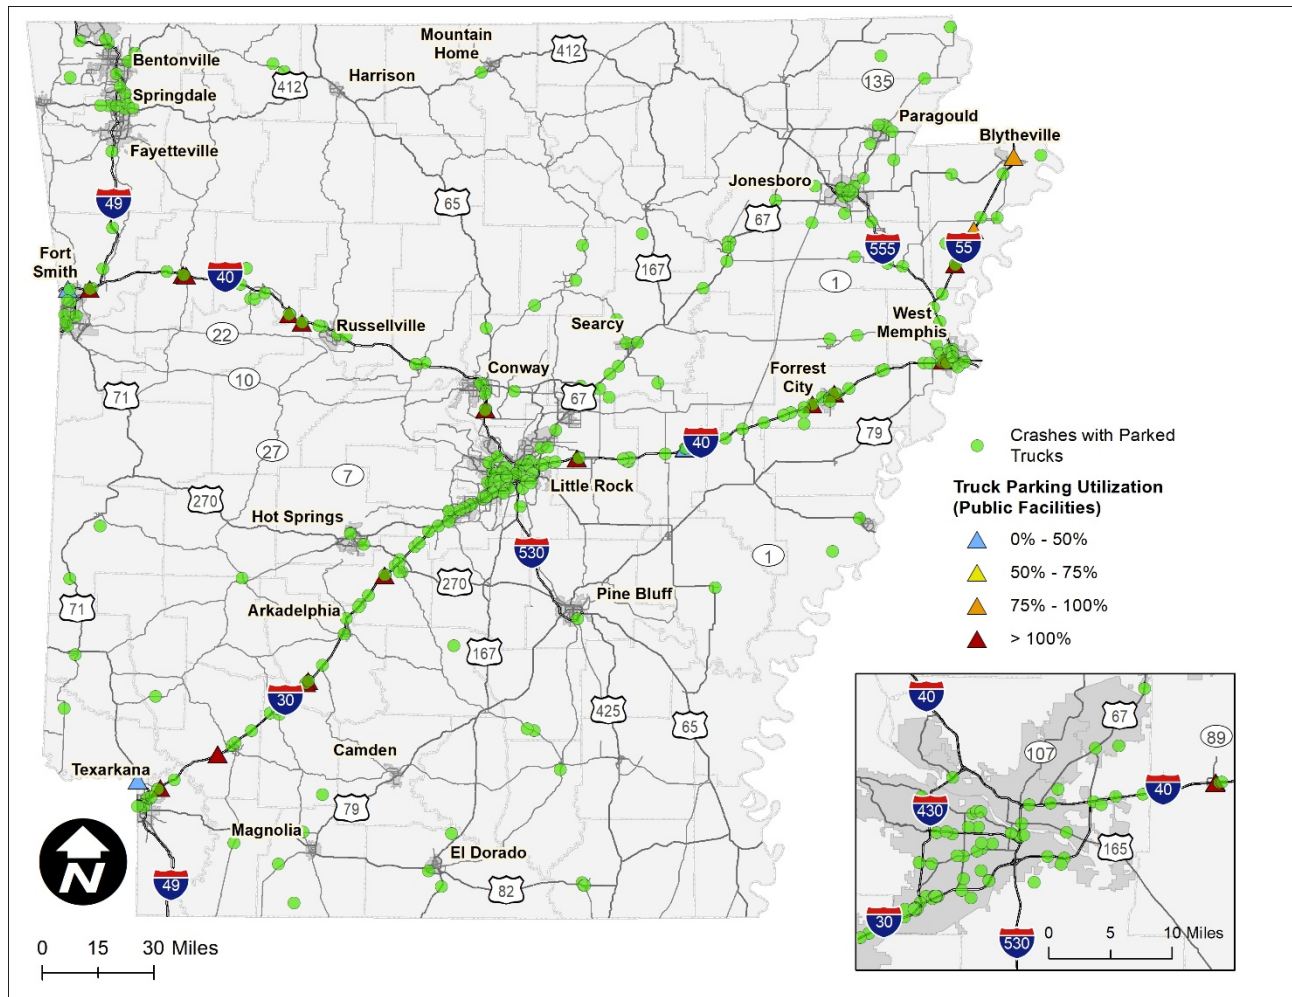 Mountain
Home
412
Bentonville
Harrison
412
135
Springdale
Paragould
Blytheville
Fayetteville
Jonesboro
49
65
67
Fort
Smith
40
167
555
55
1
22
Russellville
Searcy
West
Memphis
10
71
Conway
67
Forrest
City
79
40
27
7
Little Rock
270
Hot Springs
530
1
270
Pine Bluff
71
Arkadelphia
167
30
425
65
Texarkana
Camden
79
Magnolia
El Dorado
49
82
N
0 15 30 Miles
Crashes with Parked
Trucks
Truck Parking Utilization
(Public Facilities)
0% - 50%
50% - 75%
75% - 100%
> 100%
40
67
107
89
40
430
165
30
530
0 5 10 Miles